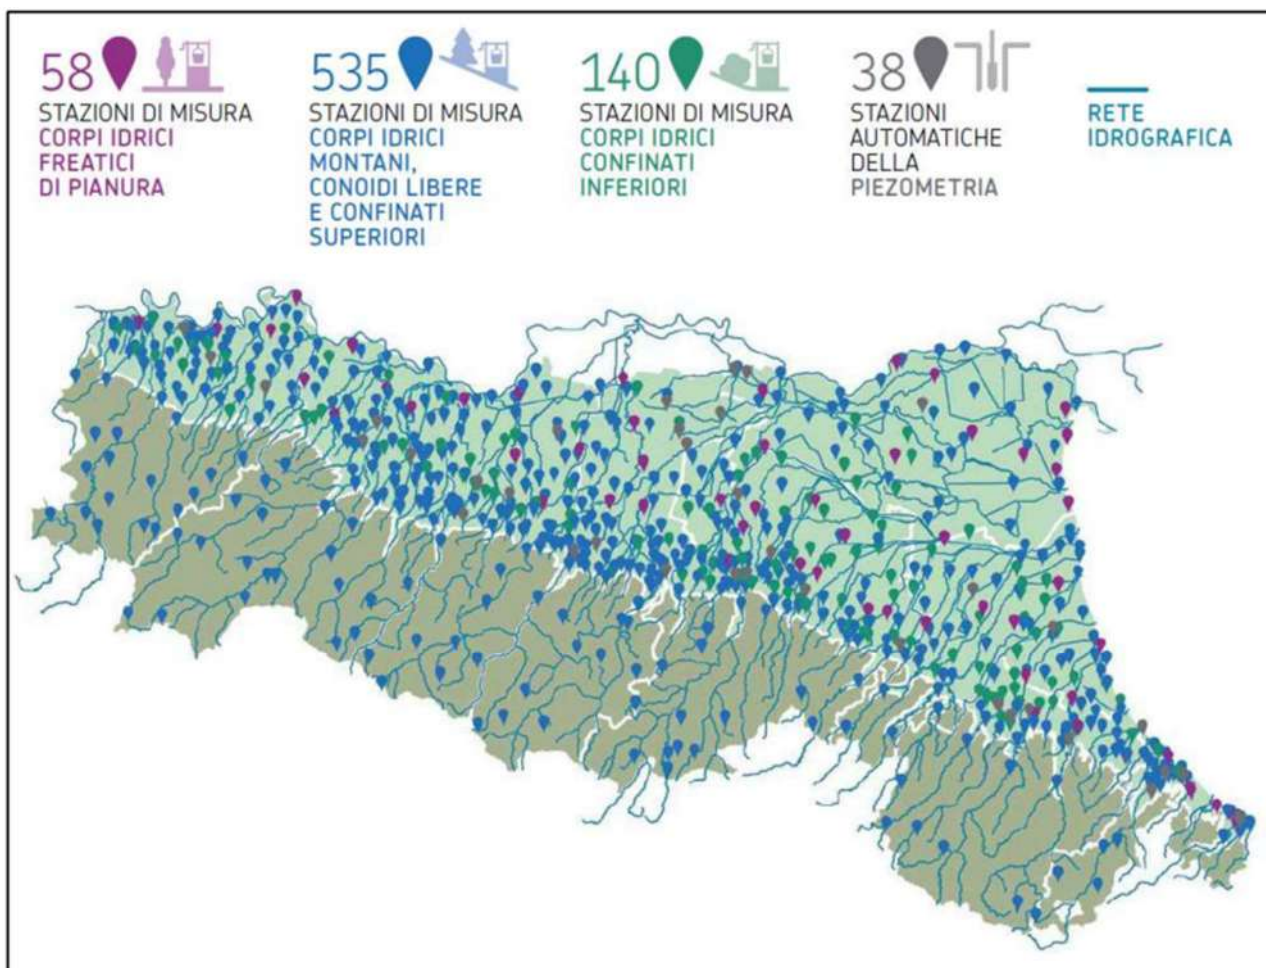 58
STAZIONI DI MISURA
CORPI IDRICI
FREATICI
DI PIANURA
535
STAZIONI DI MISURA
CORPI IDRICI
MONTANI,
CONOIDI LIBERE
E CONFINATI
SUPERIORI
140
STAZIONI DI MISURA
CORPI IDRICI
CONFINATI
INFERIORI
38
STAZIONI
AUTOMATICHE
DELLA
PIEZOMETRIA
RETE
IDROGRAFICA